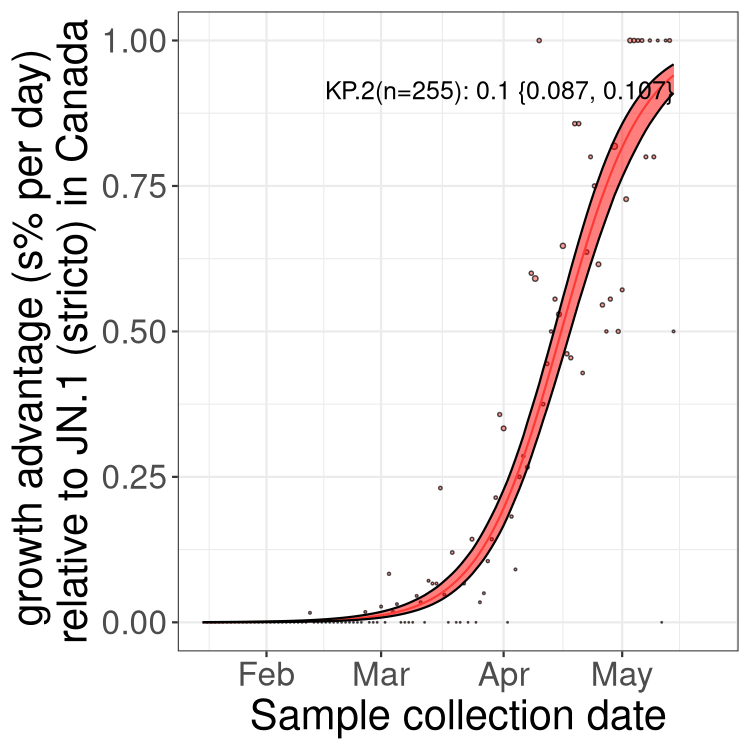 growth advantage (s% per day)
relative to JN.1 (stricto) in Canada
1.00
0.75
0.50
0.25
0.00
KP.2(n=255): 0.1 {0.087, 0.107}
Feb Mar Apr May
Sample collection date